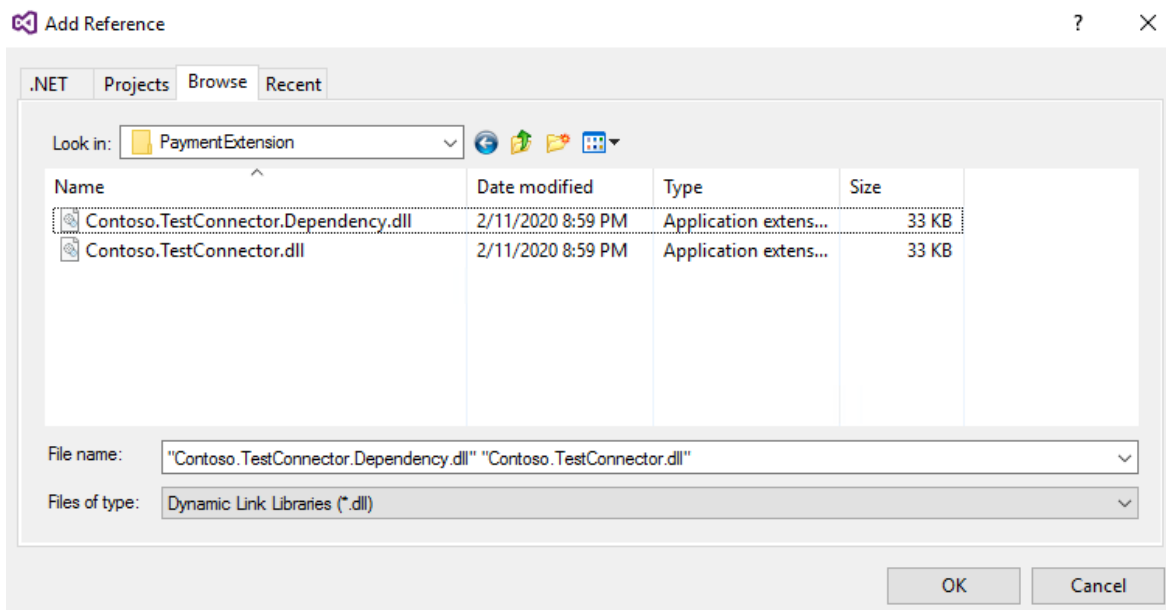 Add Reference ?
.NET Projects Browse Recent
Look in: PaymentExtension
Name Date modified Type Size
Contoso.TestConnector.Dependency.dll 2/11/2020 8:59 PM Application extens... 33 KB
Contoso.TestConnector.dll 2/11/2020 8:59 PM Application extens... 33 KB
File name: "Contoso.TestConnector.Dependency.dll" "Contoso.TestConnector.dll"
Files of type: Dynamic Link Libraries (*.dll)
OK Cancel